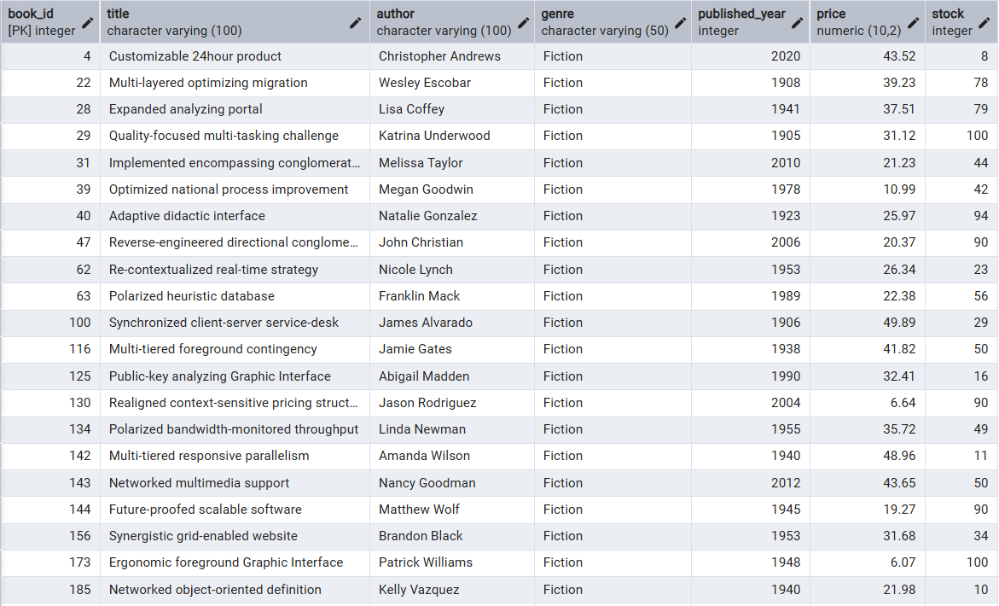 book_id title author genre published_year price stock
[PK] integer character varying (100) character varying (100) character varying (50) integer numeric (10,2) integer
4 Customizable 24hour product Christopher Andrews Fiction 2020 43.52 8
22 Multi-layered optimizing migration Wesley Escobar Fiction 1908 39.23 78
28 Expanded analyzing portal Lisa Coffey Fiction 1941 37.51 79
29 Quality-focused multi-tasking challenge Katrina Underwood Fiction 1905 31.12 100
31 Implemented encompassing conglomerat... Melissa Taylor Fiction 2010 21.23 44
39 Optimized national process improvement Megan Goodwin Fiction 1978 10.99 42
40 Adaptive didactic interface Natalie Gonzalez Fiction 1923 25.97 94
47 Reverse-engineered directional conglome... John Christian Fiction 2006 20.37 90
62 Re-contextualized real-time strategy Nicole Lynch Fiction 1953 26.34 23
63 Polarized heuristic database Franklin Mack Fiction 1989 22.38 56
100 Synchronized client-server service-desk James Alvarado Fiction 1906 49.89 29
116 Multi-tiered foreground contingency Jamie Gates Fiction 1938 41.82 50
125 Public-key analyzing Graphic Interface Abigail Madden Fiction 1990 32.41 16
130 Realigned context-sensitive pricing struct... Jason Rodriguez Fiction 2004 6.64 90
134 Polarized bandwidth-monitored throughput Linda Newman Fiction 1955 35.72 49
142 Multi-tiered responsive parallelism Amanda Wilson Fiction 1940 48.96 11
143 Networked multimedia support Nancy Goodman Fiction 2012 43.65 50
144 Future-proofed scalable software Matthew Wolf Fiction 1945 19.27 90
156 Synergistic grid-enabled website Brandon Black Fiction 1953 31.68 34
173 Ergonomic foreground Graphic Interface Patrick Williams Fiction 1948 6.07 100
185 Networked object-oriented definition Kelly Vazquez Fiction 1940 21.98 10